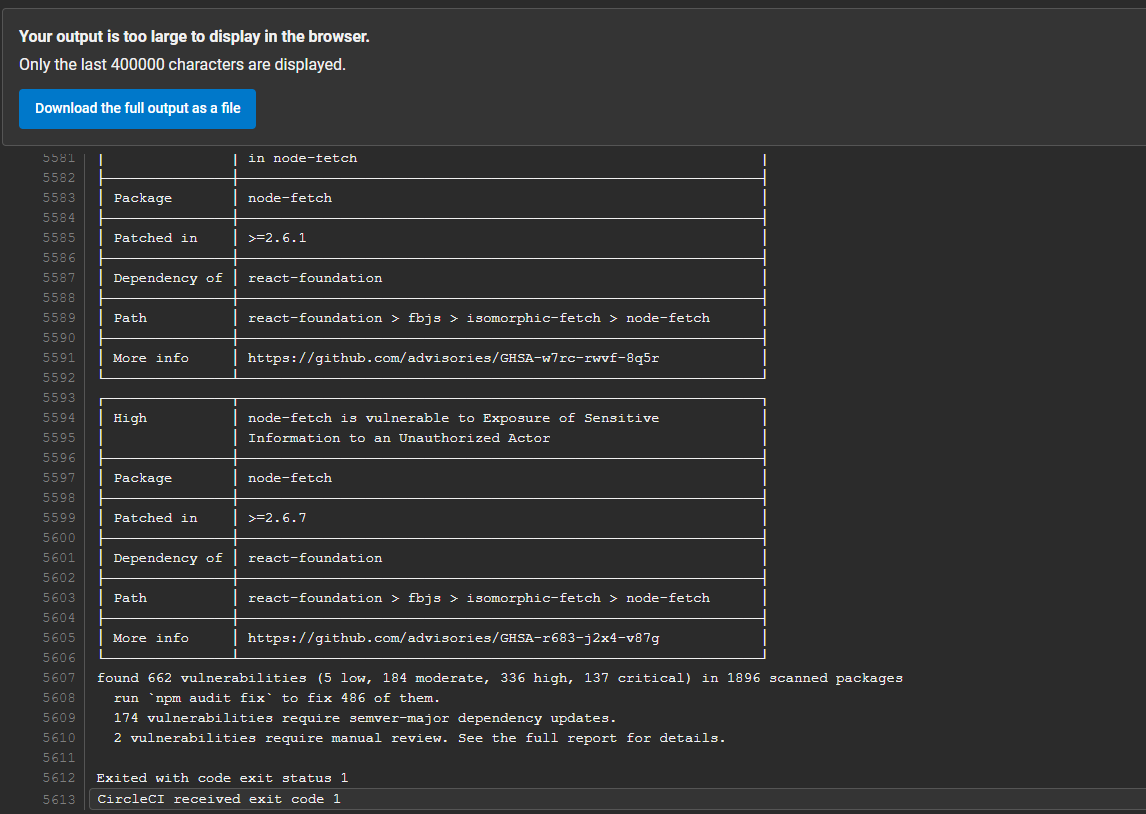 Your output is too large to display in the browser.
Only the last 400000 characters are displayed.
Download the full output as a file
5581 in node-fetch
5582
5583 Package node-fetch
5584
5585 Patched in >=2.6.1
5586
5587 Dependency of react-foundation
5588
5589 Path react-foundation > fbjs > isomorphic-fetch > node-fetch
5590
5591 More info https://github.com/advisories/GHSA-w7rc-rwvf-8q5r
5592
5593
5594 High node-fetch is vulnerable to Exposure of Sensitive
5595 Information to an Unauthorized Actor
5596
5597 Package node-fetch
5598
5599 Patched in >=2.6.7
5600
5601 Dependency of react-foundation
5602
5603 Path react-foundation > fbjs > isomorphic-fetch > node-fetch
5604
5605 More info https://github.com/advisories/GHSA-r683-j2x4-v87g
5606
5607 found 662 vulnerabilities (5 low, 184 moderate, 336 high, 137 critical) in 1896 scanned packages
5608 run `npm audit fix` to fix 486 of them.
5609 174 vulnerabilities require semver-major dependency updates.
5610 2 vulnerabilities require manual review. See the full report for details.
5611
5612 Exited with code exit status 1
5613 CircleCI received exit code 1